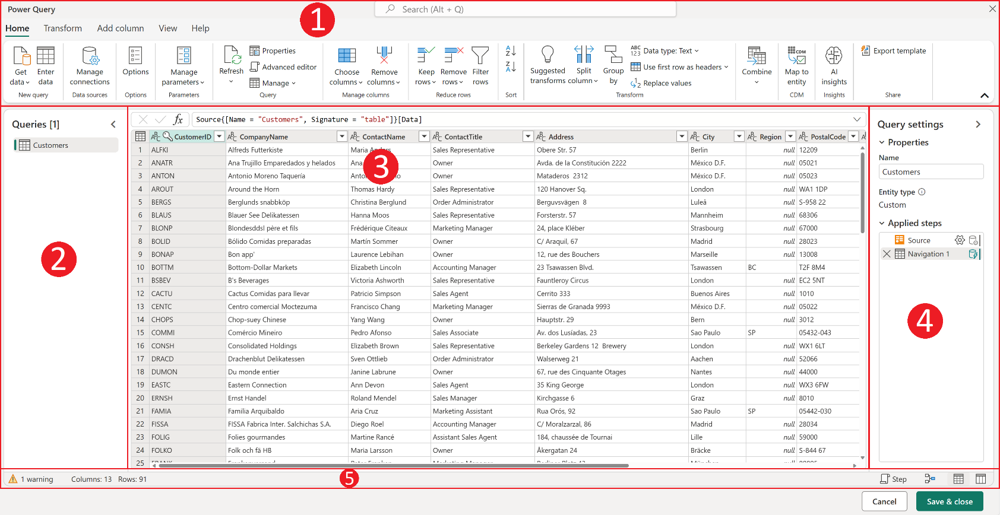 Power Query
Search (Alt + Q)
1
Home Transform Add column View Help
Get data
Enter data
New query
Manage connections
Data sources
Options
Options
Manage parameters
Parameters
Refresh
Properties
Advanced editor
Manage
Query
Choose columns
Remove columns
Manage columns
Keep rows
Remove rows
Filter rows
Reduce rows
A Z
Z A
Sort
Suggested transforms
Split column
Group by
ABC 123 Data type: Text
Use first row as headers
1 2 Replace values
Transform
Combine
CDM
Map to entity
CDM
AI insights
Insights
Export template
Share
Queries [1]
Customers
2
fx Source{[Name = "Customers", Signature = "table"]}[Data]
CustomerID CompanyName ContactName ContactTitle Address City Region PostalCode
1 ALFKI Alfreds Futterkiste Maria Sales Representative Obere Str. 57 Berlin null 12209
2 ANATR Ana Trujillo Emparedados y helados Owner Avda. de la Constitución 2222 México D.F. null 05021
3 ANTON Antonio Moreno Taquería Owner Mataderos 2312 México D.F. null 05023
3
4 AROUT Around the Horn Thomas Hardy Sales Representative 120 Hanover Sq. London null WA1 1DP
5 BERGS Berglunds snabbköp Christina Berglund Order Administrator Berguvsvägen 8 Luleå null S-958 22
6 BLAUS Blauer See Delikatessen Hanna Moos Sales Representative Forsterstr. 57 Mannheim null 68306
7 BLONP Blondesddsl père et fils Frédérique Citeaux Marketing Manager 24, place Kléber Strasbourg null 67000
8 BOLID Bólido Comidas preparadas Martín Sommer Owner C/ Araquil, 67 Madrid null 28023
9 BONAP Bon app' Laurence Lebihan Owner 12, rue des Bouchers Marseille null 13008
10 BOTTM Bottom-Dollar Markets Elizabeth Lincoln Accounting Manager 23 Tsawassen Blvd. Tsawassen BC T2F 8M4
11 BSBEV B's Beverages Victoria Ashworth Sales Representative Fauntleroy Circus London null EC2 5NT
12 CACTU Cactus Comidas para llevar Patricio Simpson Sales Agent Cerrito 333 Buenos Aires null 1010
13 CENTC Centro comercial Moctezuma Francisco Chang Marketing Manager Sierras de Granada 9993 México D.F. null 05022
14 CHOPS Chop-suey Chinese Yang Wang Owner Hauptstr. 29 Bern null 3012
15 COMMI Comércio Mineiro Pedro Afonso Sales Associate Av. dos Lusíadas, 23 Sao Paulo SP 05432-043
16 CONSH Consolidated Holdings Elizabeth Brown Sales Representative Berkeley Gardens 12 Brewery London null WX1 6LT
17 DRACD Drachenblut Delikatessen Sven Ottlieb Order Administrator Walserweg 21 Aachen null 52066
18 DUMON Du monde entier Janine Labrune Owner 67, rue des Cinquante Otages Nantes null 44000
19 EASTC Eastern Connection Ann Devon Sales Agent 35 King George London null WX3 6FW
20 ERNSH Ernst Handel Roland Mendel Sales Manager Kirchgasse 6 Graz null 8010
21 FAMIA Familia Arquibaldo Aria Cruz Marketing Assistant Rua Orós, 92 Sao Paulo SP 05442-030
22 FISSA FISSA Fabrica Inter. Salchichas S.A. Diego Roel Accounting Manager C/ Moralzarzal, 86 Madrid null 28034
23 FOLIG Folies gourmandes Martine Rancé Assistant Sales Agent 184, chaussée de Tournai Lille null 59000
24 FOLKO Folk och fä HB Maria Larsson Owner Åkergatan 24 Bräcke null S-844 67
25
Query settings
Properties
Name
Customers
Entity type
Custom
Applied steps
Source
Navigation 1
4
1 warning Columns: 13 Rows: 91
5
Step
Cancel
Save & close